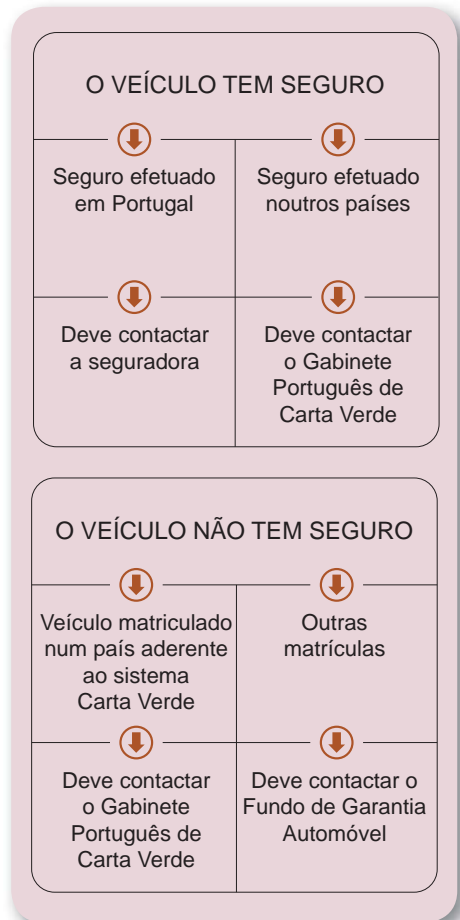 O VEÍCULO TEM SEGURO
Seguro efetuado
em Portugal
Seguro efetuado
noutros países
Deve contactar
a seguradora
Deve contactar
o Gabinete
Português de
Carta Verde
O VEÍCULO NÃO TEM SEGURO
Veículo matriculado
num país aderente
ao sistema
Carta Verde
Outras
matrículas
Deve contactar
o Gabinete
Português de
Carta Verde
Deve contactar o
Fundo de Garantia
Automóvel